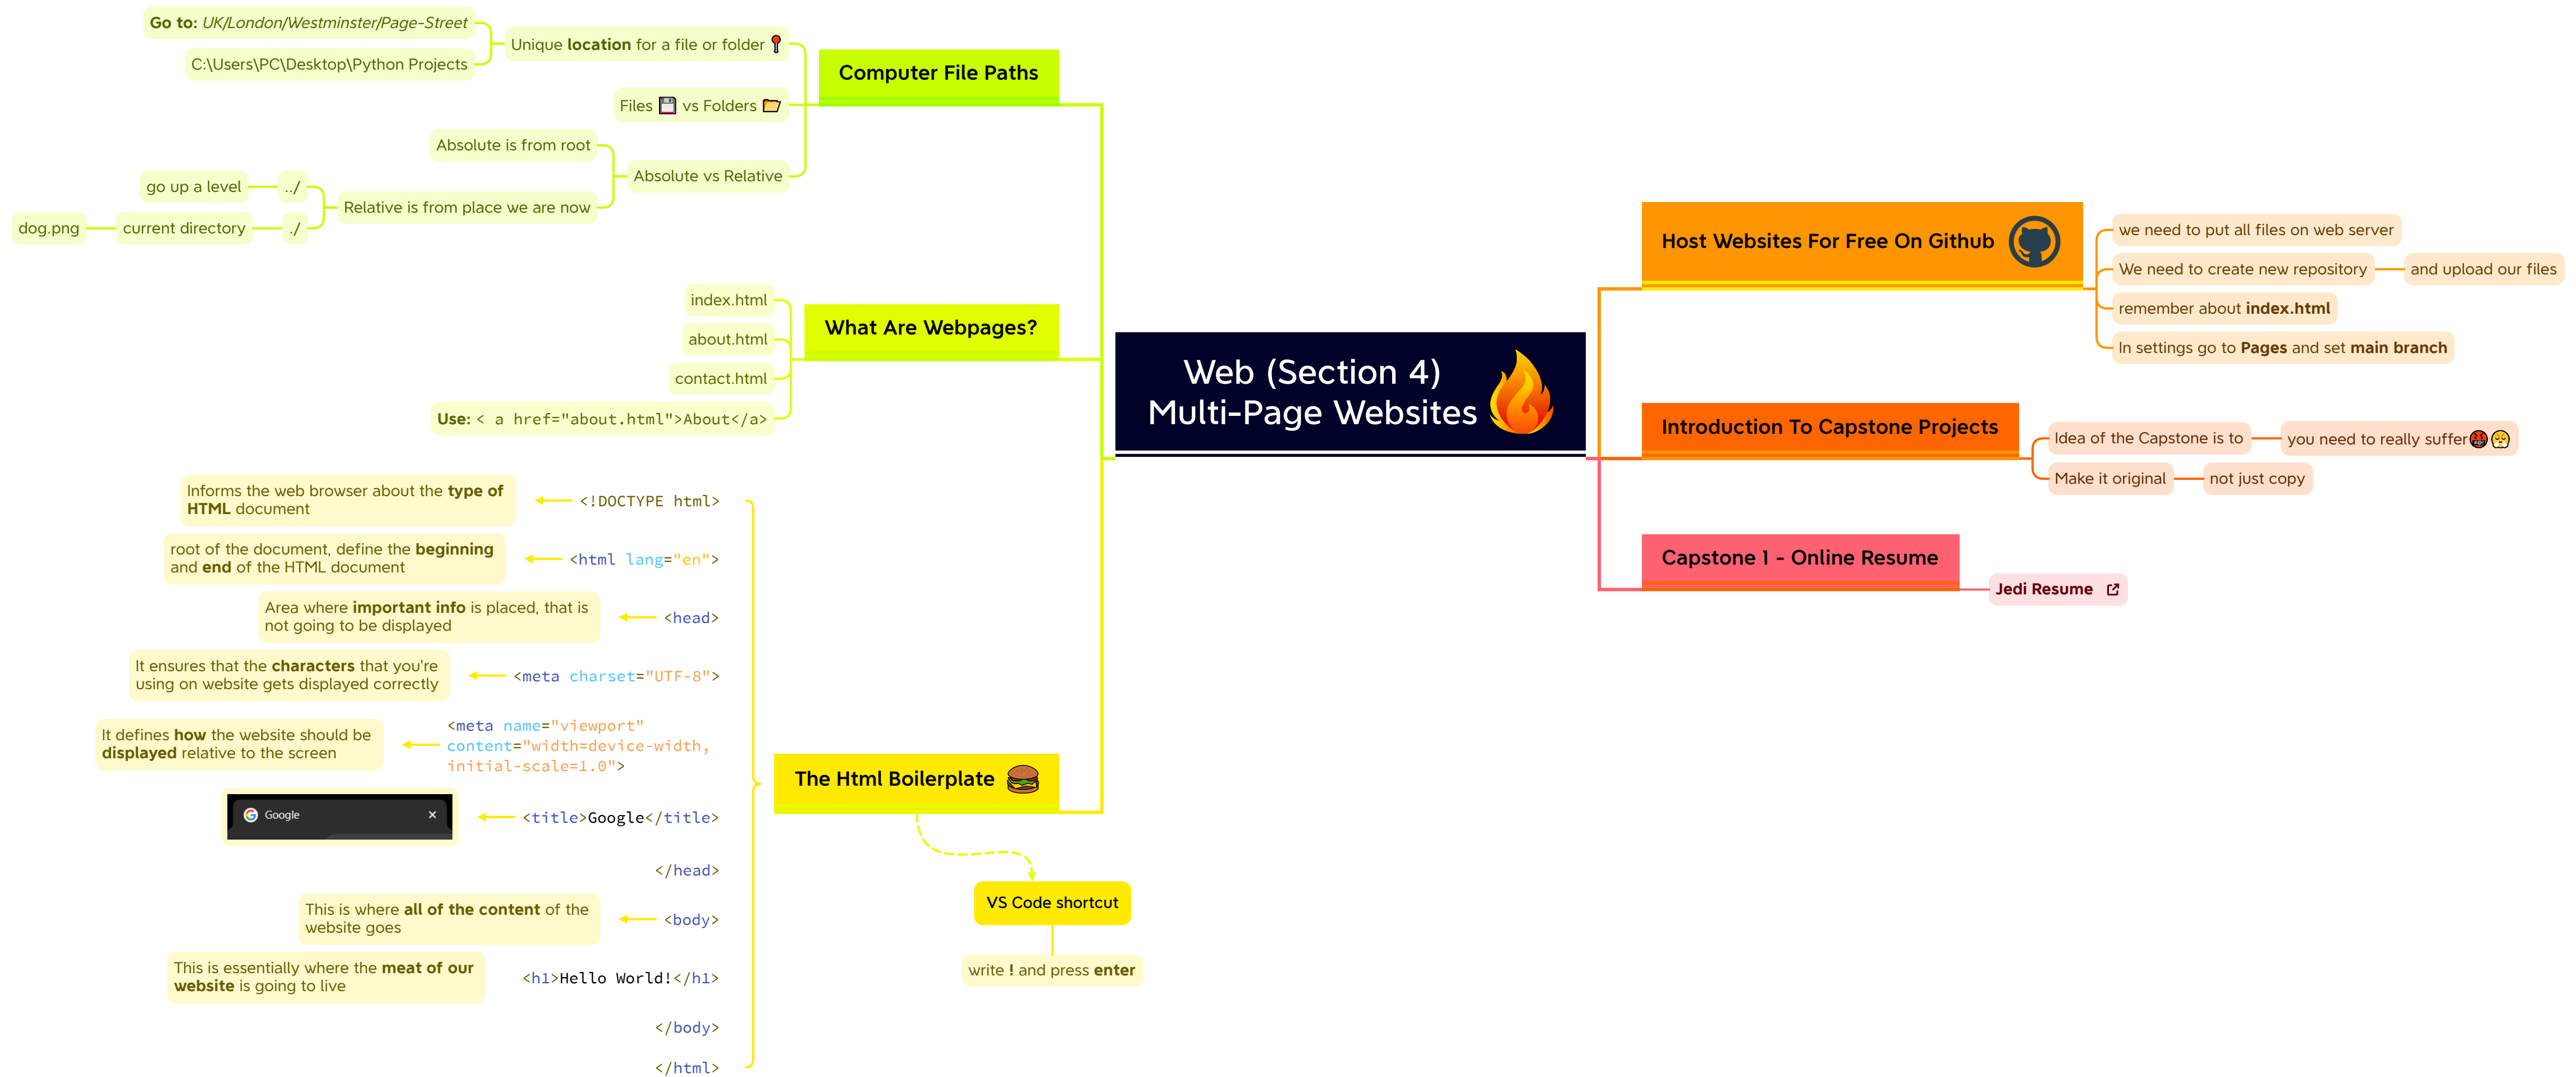 Web (Section 4)
Multi-Page Websites
Computer File Paths
Unique location for a file or folder
Go to: UK/London/Westminster/Page-Street
C:\Users\PC\Desktop\Python Projects
Files vs Folders
Absolute vs Relative
Absolute is from root
Relative is from place we are now
../
go up a level
./
current directory
dog.png
What Are Webpages?
index.html
about.html
contact.html
Use: < a href="about.html">About</a>
The Html Boilerplate
<!DOCTYPE html>
Informs the web browser about the type of
HTML document
<html lang="en">
root of the document, define the beginning
and end of the HTML document
<head>
Area where important info is placed, that is
not going to be displayed
<meta charset="UTF-8">
It ensures that the characters that you're
using on website gets displayed correctly
<meta name="viewport"
content="width=device-width,
initial-scale=1.0">
It defines how the website should be
displayed relative to the screen
<title>Google</title>
Google
</head>
<body>
This is where all of the content of the
website goes
<h1>Hello World!</h1>
This is essentially where the meat of our
website is going to live
</body>
</html>
VS Code shortcut
write ! and press enter
Host Websites For Free On Github
we need to put all files on web server
We need to create new repository
and upload our files
remember about index.html
In settings go to Pages and set main branch
Introduction To Capstone Projects
Idea of the Capstone is to
you need to really suffer
Make it original
not just copy
Capstone 1 - Online Resume
Jedi Resume